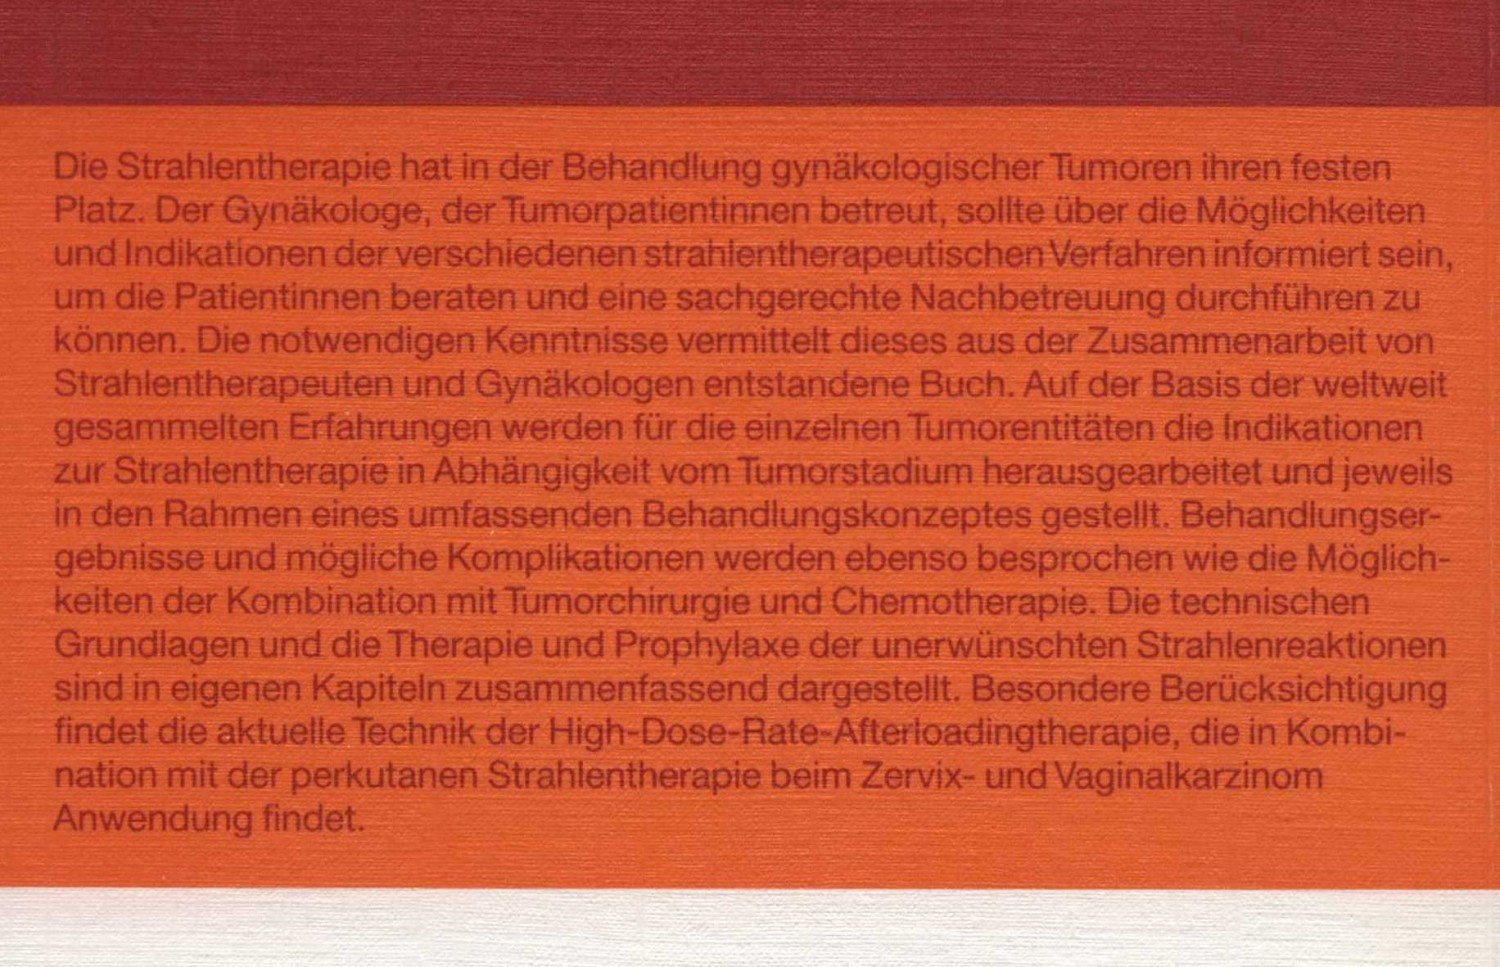 Die Strahlentherapie hat in der Behandlung gynäkologischer Tumoren ihren festen
Platz. Der Gynäkologe, der Tumorpatientinnen betreut, sollte über die Möglichkeiten
und Indikationen der verschiedenen strahlentherapeutischen Verfahren informiert sein,
um die Patientinnen beraten und eine sachgerechte Nachbetreuung durchführen zu
können. Die notwendigen Kenntnisse vermittelt dieses aus der Zusammenarbeit von
Strahlentherapeuten und Gynäkologen entstandene Buch. Auf der Basis der weltweit
gesammelten Erfahrungen werden für die einzelnen Tumorentitäten die Indikationen
zur Strahlentherapie in Abhängigkeit vom Tumorstadium herausgearbeitet und jeweils
in den Rahmen eines umfassenden Behandlungskonzeptes gestellt. Behandlungser-
gebnisse und mögliche Komplikationen werden ebenso besprochen wie die Möglich-
keiten der Kombination mit Tumorchirurgie und Chemotherapie. Die technischen
Grundlagen und die Therapie und Prophylaxe der unerwünschten Strahlenreaktionen
sind in eigenen Kapiteln zusammenfassend dargestellt. Besondere Berücksichtigung
findet die aktuelle Technik der High-Dose-Rate-Afterloadingtherapie, die in Kombi-
nation mit der perkutanen Strahlentherapie beim Zervix- und Vaginalkarzinom
Anwendung findet.